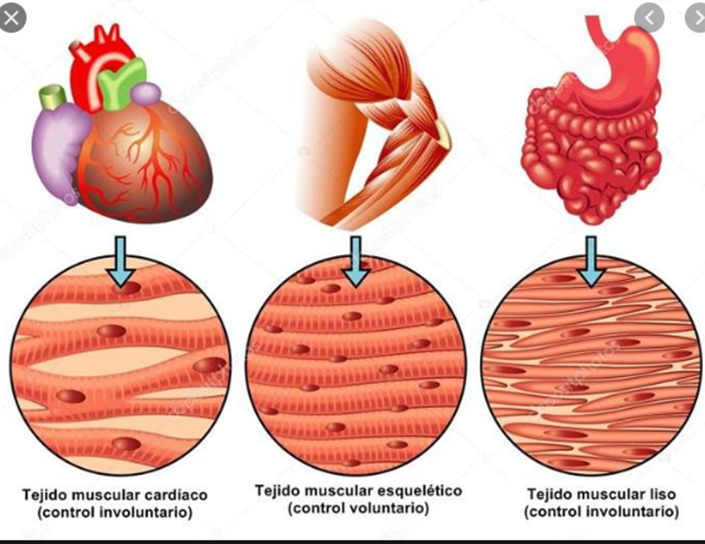 Tejido muscular cardíaco
(control involuntario)
Tejido muscular esquelético
(control voluntario)
Tejido muscular liso
(control involuntario)